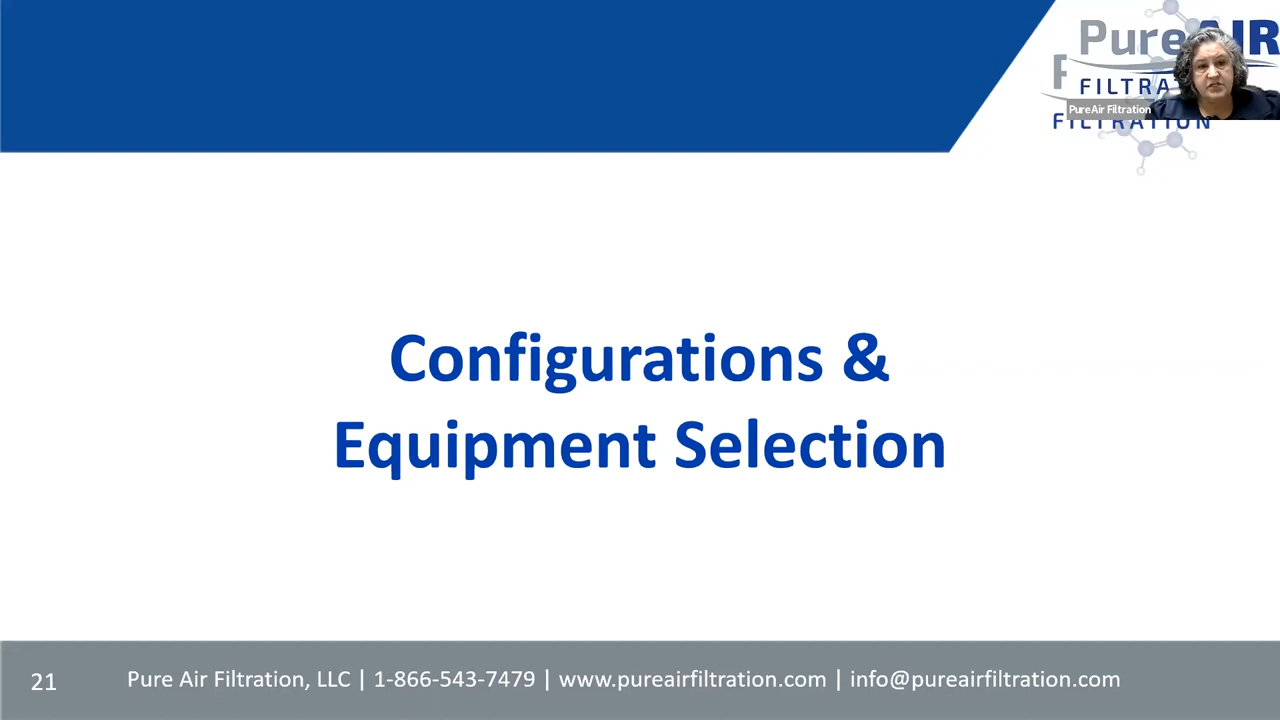 PureAIR
FILTRA
PureAir Filtration
FILTRATION
Configurations &
Equipment Selection
21
Pure Air Filtration, LLC | 1-866-543-7479 | www.pureairfiltration.com | info@pureairfiltration.com